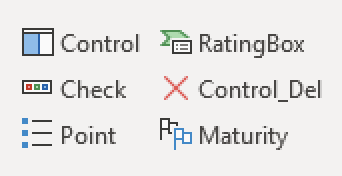 Control RatingBox
Check Control_Del
Point Maturity